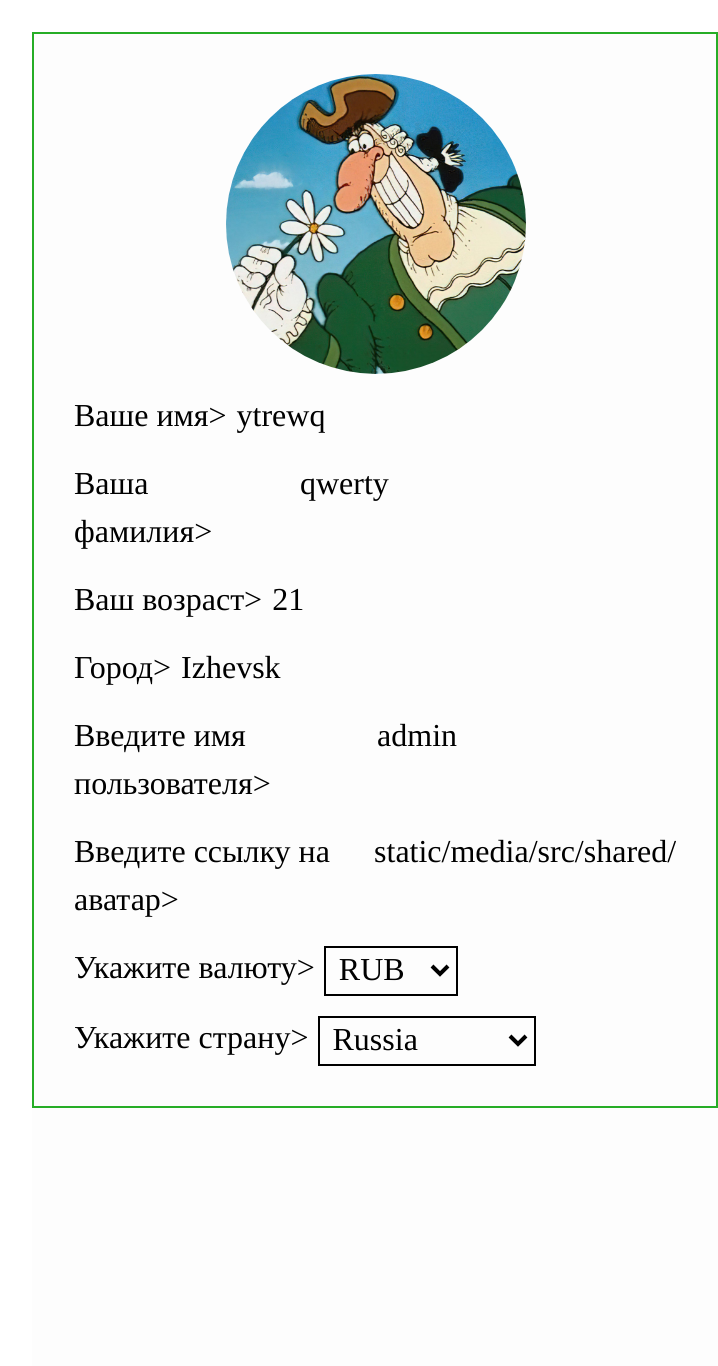 Ваше имя> ytrewq
Ваша qwerty
фамилия>
Ваш возраст> 21
Город> Izhevsk
Введите имя admin
пользователя>
Введите ссылку на static/media/src/shared/
аватар>
Укажите валюту> RUB
Укажите страну> Russia